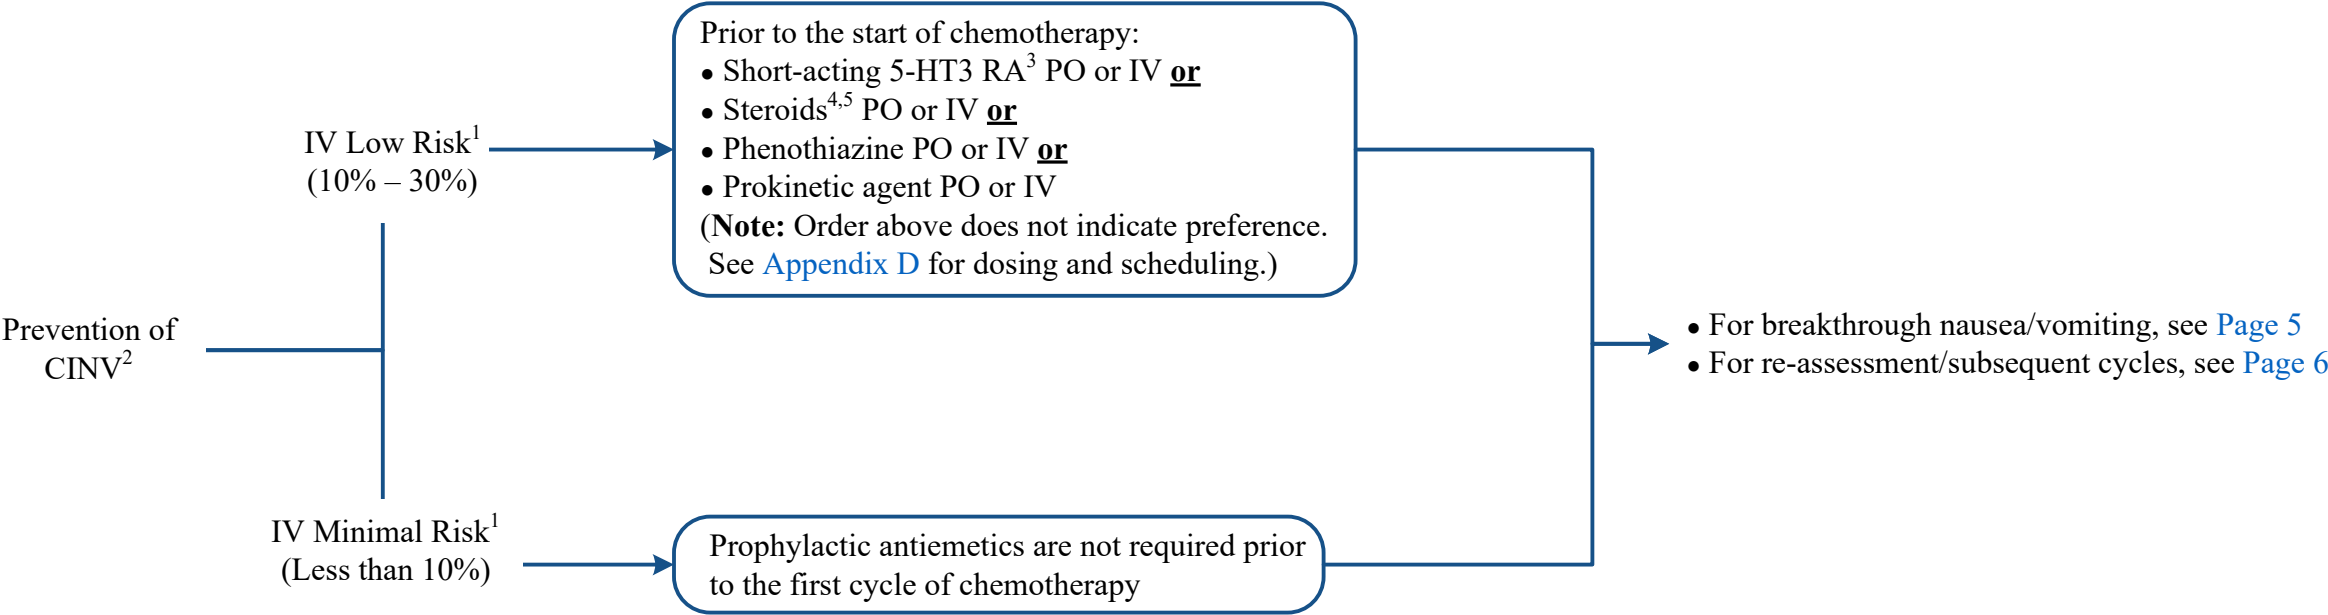 Prevention of
CINV2
IV Low Risk1
(10% – 30%)
Prior to the start of chemotherapy:
● Short-acting 5-HT3 RA3 PO or IV or
● Steroids4,5 PO or IV or
● Phenothiazine PO or IV or
● Prokinetic agent PO or IV
(Note: Order above does not indicate preference.
See Appendix D for dosing and scheduling.)
IV Minimal Risk1
(Less than 10%)
Prophylactic antiemetics are not required prior
to the first cycle of chemotherapy
● For breakthrough nausea/vomiting, see Page 5
● For re-assessment/subsequent cycles, see Page 6